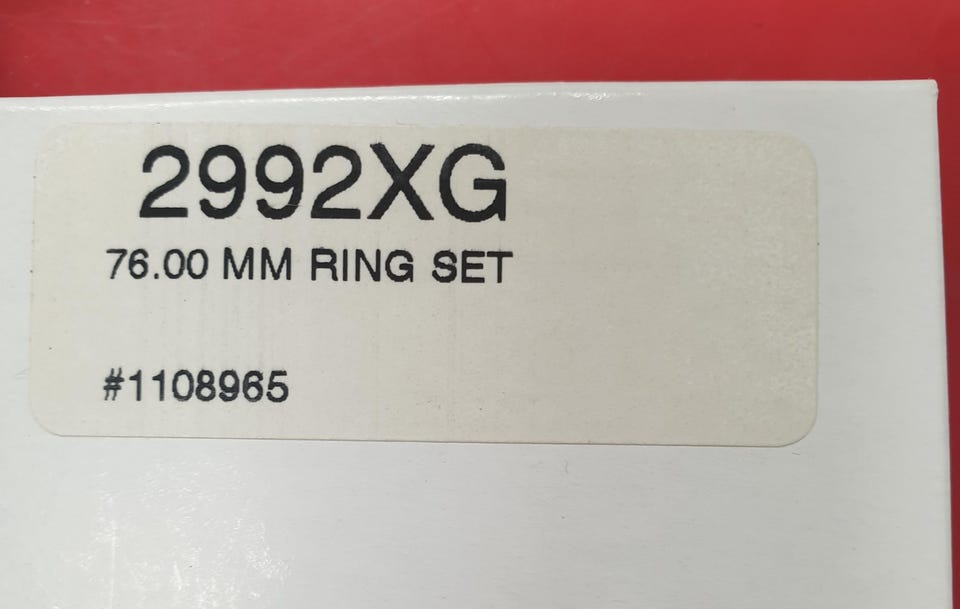 2992XG
76.00 MM RING SET
#1108965